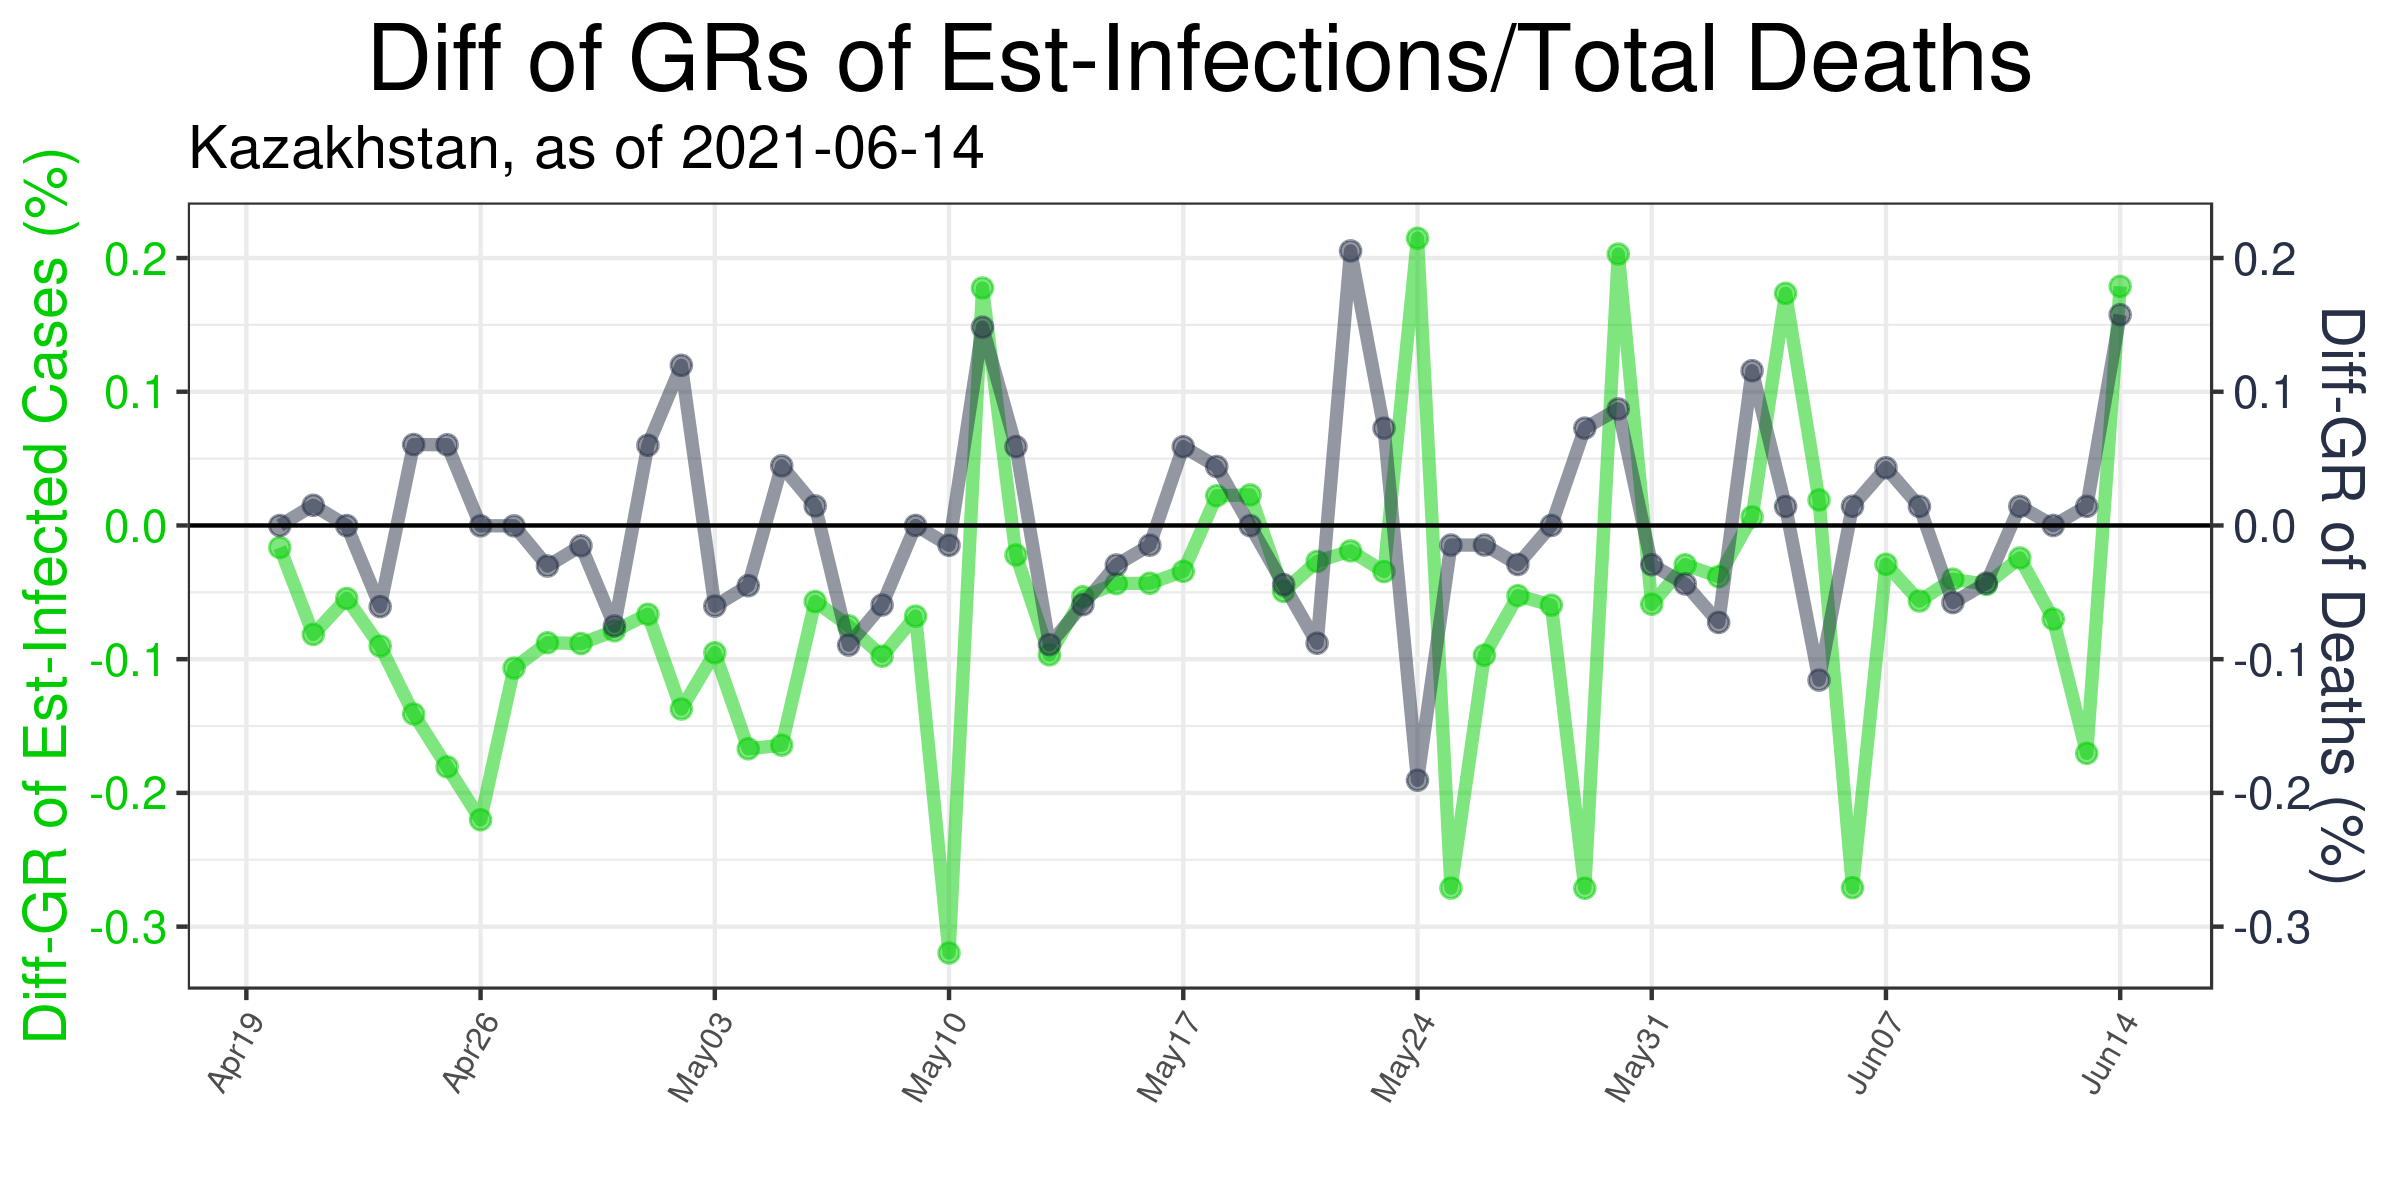 Diff of GRs of Est-Infections/Total Deaths
Kazakhstan, as of 2021-06-14
Diff-GR of Est-Infected Cases (%)
0.2
0.1
0.0
-0.1
-0.2
-0.3
0.2
0.1
0.0
-0.1
-0.2
-0.3
Diff-GR of Deaths (%)
Apr19
Apr26
May03
May10
May17
May24
May31
Jun07
Jun14